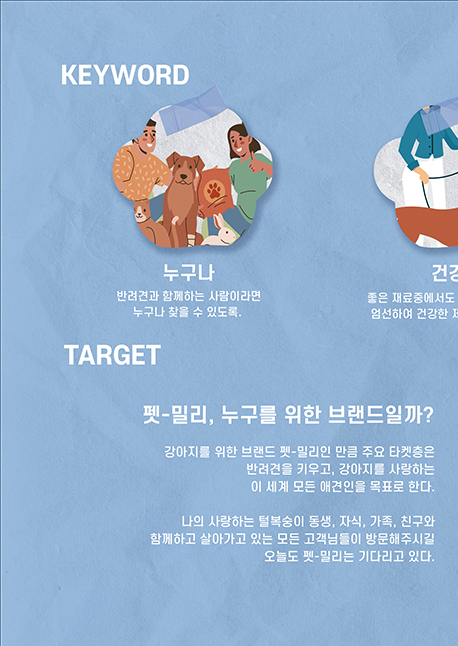 KEYWORD
누구나
반려견과 함께하는 사람이라면
누구나 찾을 수 있도록.
건강
좋은 재료중에서도
엄선하여 건강한
TARGET
펫-밀리, 누구를 위한 브랜드일까?
강아지를 위한 브랜드 펫-밀리인 만큼 주요 타켓층은
반려견을 키우고, 강아지를 사랑하는
이 세계 모든 애견인을 목표로 한다.
나의 사랑하는 털복숭이 동생, 자식, 가족, 친구와
함께하고 살아가고 있는 모든 고객님들이 방문해주시길
오늘도 펫-밀리는 기다리고 있다.